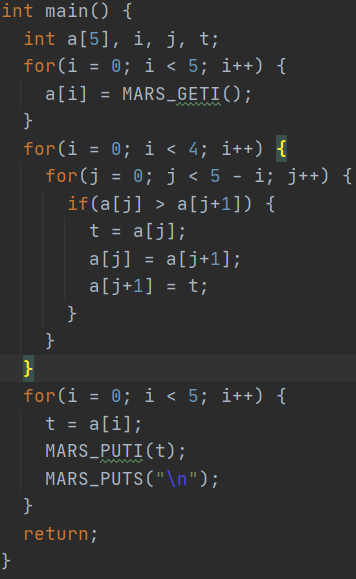 int main() {
  int a[5], i, j, t;
  for(i = 0; i < 5; i++) {
    a[i] = MARS_GETI();
  }
  for(i = 0; i < 4; i++) {
    for(j = 0; j < 5 - i; j++) {
      if(a[j] > a[j+1]) {
        t = a[j];
        a[j] = a[j+1];
        a[j+1] = t;
      }
    }
  }
  for(i = 0; i < 5; i++) {
    t = a[i];
    MARS_PUTI(t);
    MARS_PUTS("\n");
  }
  return;
}